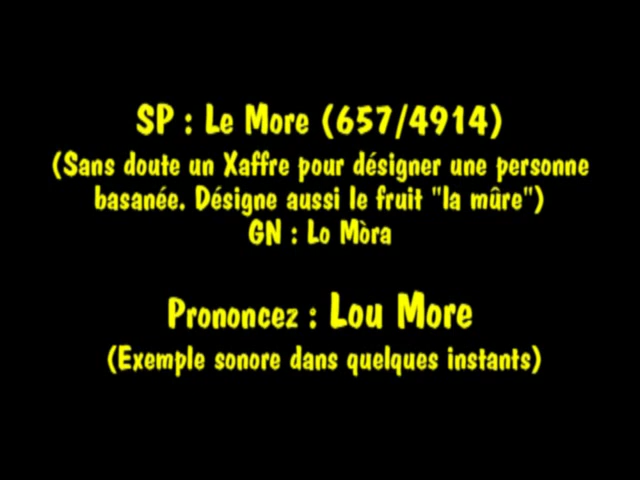 SP : Le More (657/4914)
(Sans doute un Xaffre pour désigner une personne
basanée. Désigne aussi le fruit "la mûre")
GN : Lo Mòra
Prononcez : Lou More
(Exemple sonore dans quelques instants)